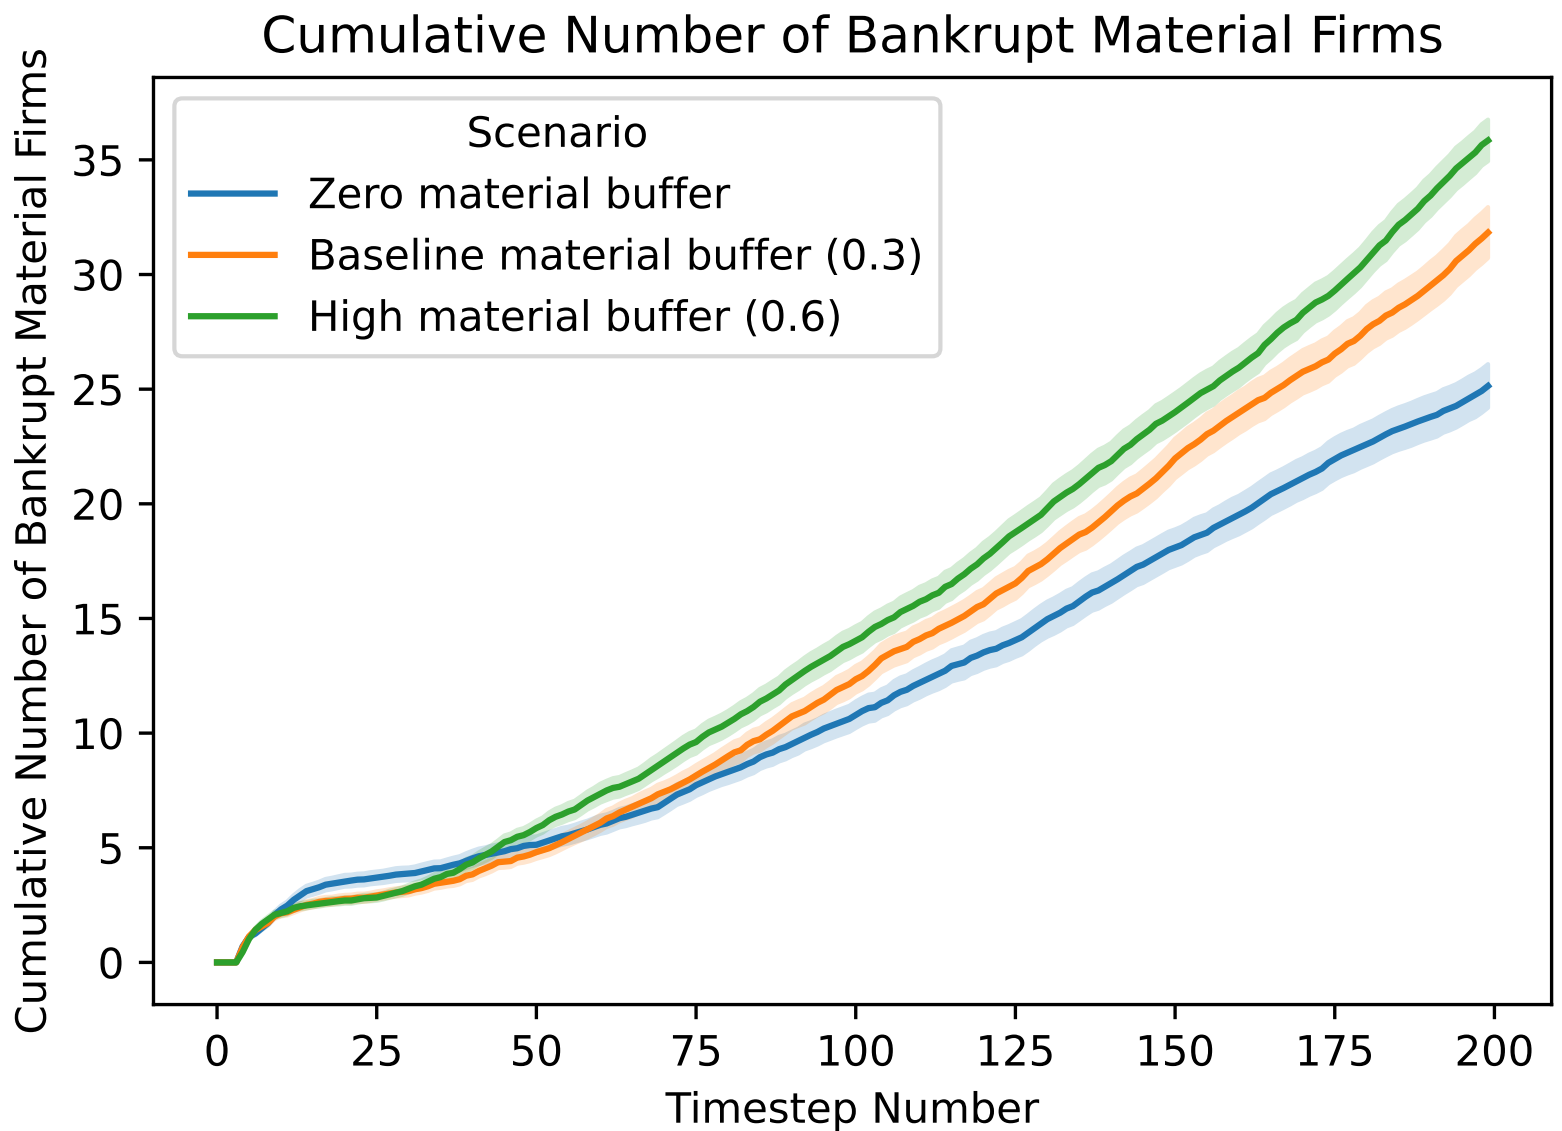 Cumulative Number of Bankrupt Material Firms
Cumulative Number of Bankrupt Material Firms
Scenario
Zero material buffer
Baseline material buffer (0.3)
High material buffer (0.6)
35
30
25
20
15
10
5
0
0 25 50 75 100 125 150 175 200
Timestep Number